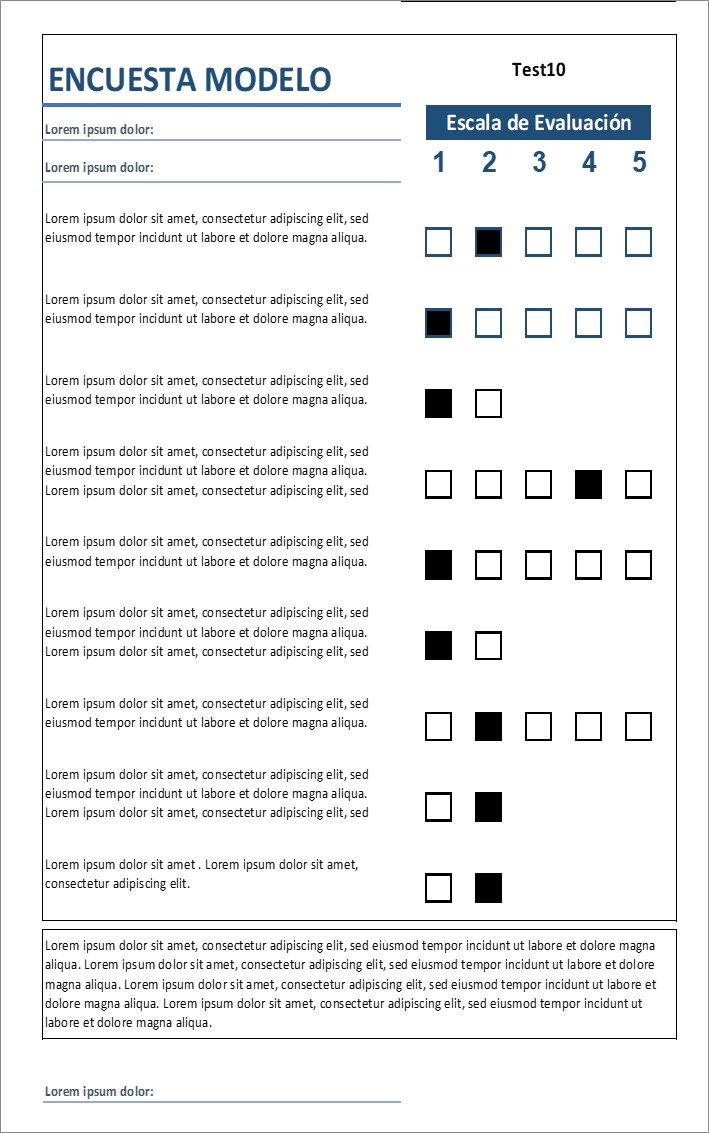 ENCUESTA MODELO
Test10
Lorem ipsum dolor:
Escala de Evaluación
Lorem ipsum dolor:
1 2 3 4 5
Lorem ipsum dolor sit amet, consectetur adipiscing elit, sed
eiusmod tempor incidunt ut labore et dolore magna aliqua.
Lorem ipsum dolor sit amet, consectetur adipiscing elit, sed
eiusmod tempor incidunt ut labore et dolore magna aliqua.
Lorem ipsum dolor sit amet, consectetur adipiscing elit, sed
eiusmod tempor incidunt ut labore et dolore magna aliqua.
Lorem ipsum dolor sit amet, consectetur adipiscing elit, sed
eiusmod tempor incidunt ut labore et dolore magna aliqua.
Lorem ipsum dolor sit amet, consectetur adipiscing elit, sed
Lorem ipsum dolor sit amet, consectetur adipiscing elit, sed
eiusmod tempor incidunt ut labore et dolore magna aliqua.
Lorem ipsum dolor sit amet, consectetur adipiscing elit, sed
eiusmod tempor incidunt ut labore et dolore magna aliqua.
Lorem ipsum dolor sit amet, consectetur adipiscing elit, sed
Lorem ipsum dolor sit amet, consectetur adipiscing elit, sed
eiusmod tempor incidunt ut labore et dolore magna aliqua.
Lorem ipsum dolor sit amet, consectetur adipiscing elit, sed
eiusmod tempor incidunt ut labore et dolore magna aliqua.
Lorem ipsum dolor sit amet, consectetur adipiscing elit, sed
Lorem ipsum dolor sit amet . Lorem ipsum dolor sit amet,
consectetur adipiscing elit.
Lorem ipsum dolor sit amet, consectetur adipiscing elit, sed eiusmod tempor incidunt ut labore et dolore magna
aliqua. Lorem ipsum dolor sit amet, consectetur adipiscing elit, sed eiusmod tempor incidunt ut labore et dolore
magna aliqua. Lorem ipsum dolor sit amet, consectetur adipiscing elit, sed eiusmod tempor incidunt ut labore et
dolore magna aliqua. Lorem ipsum dolor sit amet, consectetur adipiscing elit, sed eiusmod tempor incidunt ut
labore et dolore magna aliqua.
Lorem ipsum dolor: